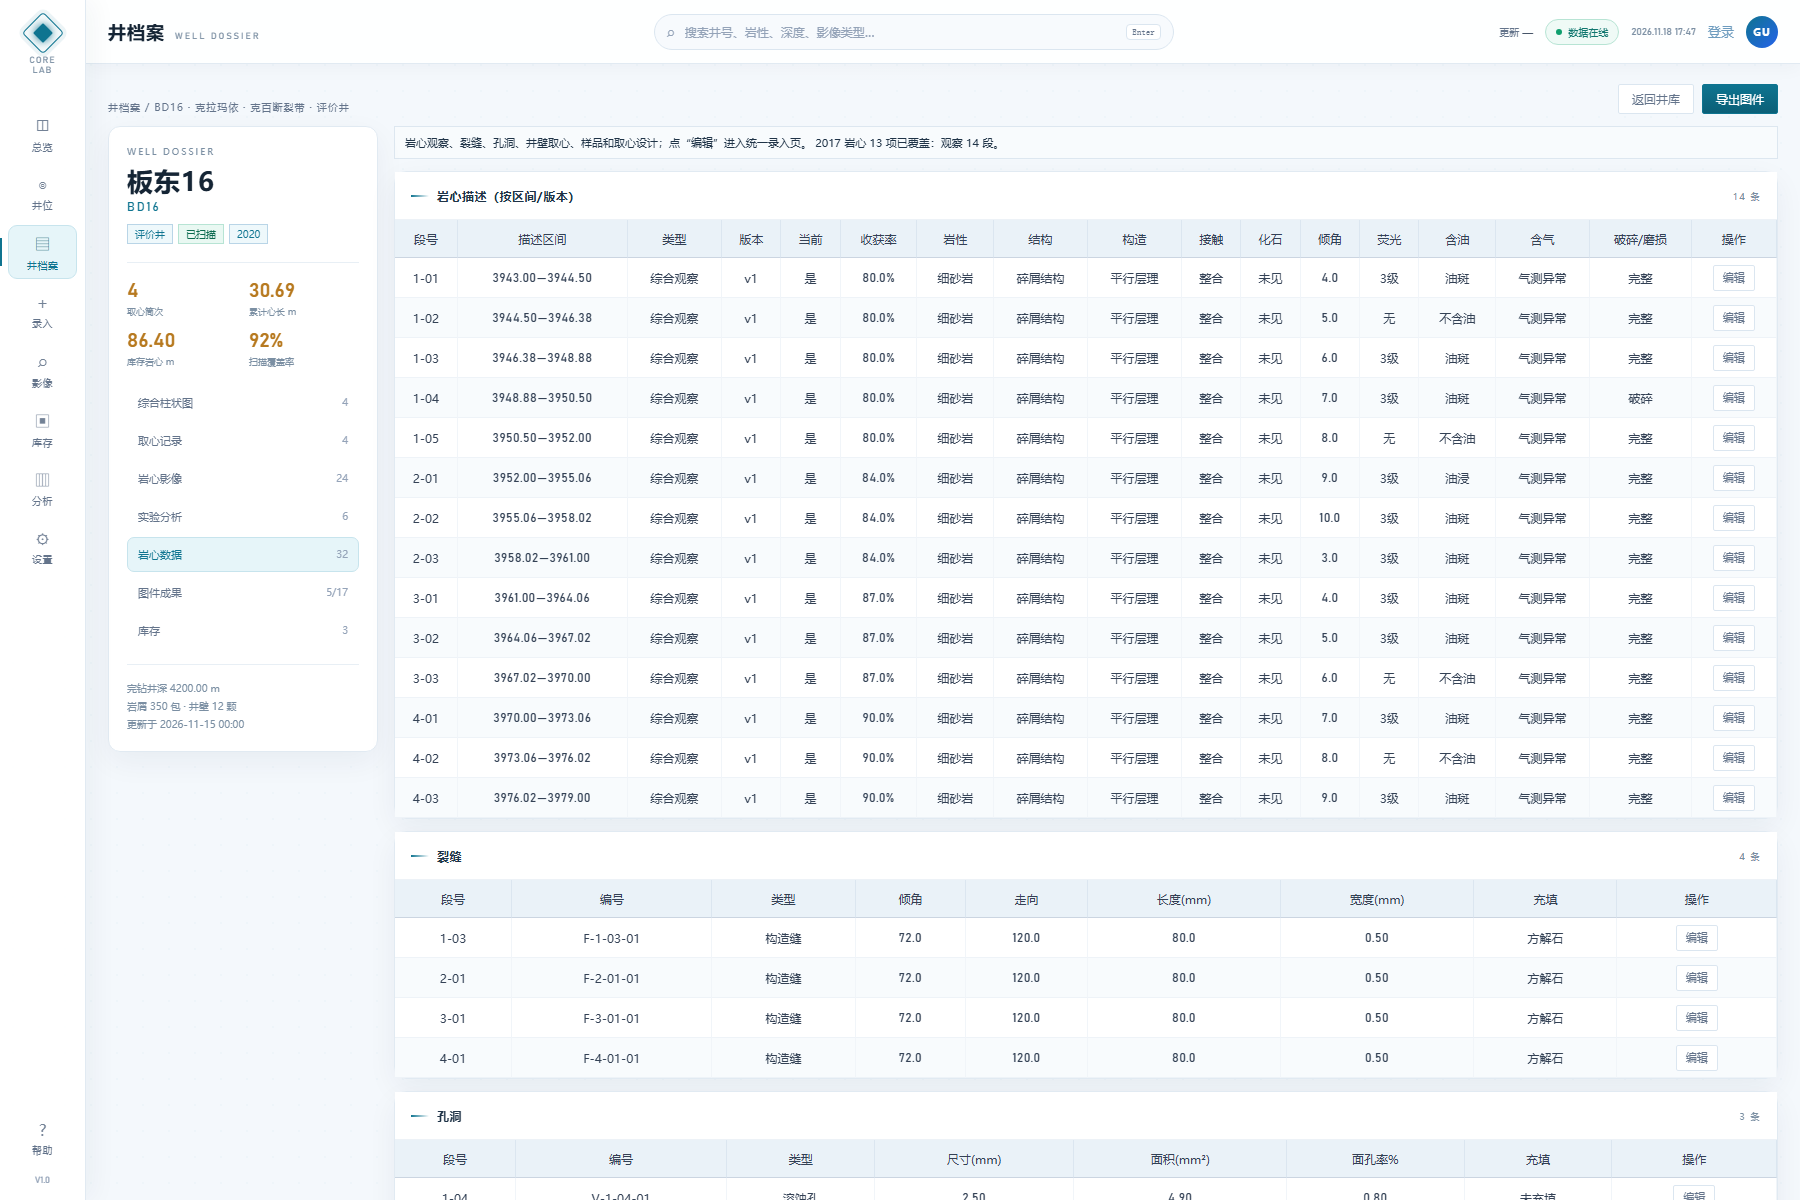 CORE
LAB
总览
井位
井档案
录入
影像
库存
分析
设置
?
帮助
V1.0
井档案 WELL DOSSIER
搜索井号、岩性、深度、影像类型... Enter
更新 — 数据在线 2026.11.18 17:47 登录 GU
井档案 / BD16 · 克拉玛依 · 克百断裂带 · 评价井
返回井库 导出图件
WELL DOSSIER
板东16
BD16
评价井 已扫描 2020
4 30.69
取心筒次 累计心长 m
86.40 92%
库存岩心 m 扫描覆盖率
综合柱状图 4
取心记录 4
岩心影像 24
实验分析 6
岩心数据 32
图件成果 5/17
库存 3
完钻井深 4200.00 m
岩屑 350 包 · 井壁 12 颗
更新于 2026-11-15 00:00
岩心观察、裂缝、孔洞、井壁取心、样品和取心设计；点“编辑”进入统一录入页。 2017 岩心 13 项已覆盖：观察 14 段。
岩心描述（按区间/版本） 14 条
段号 描述区间 类型 版本 当前 收获率 岩性 结构 构造 接触 化石 倾角 荧光 含油 含气 破碎/磨损 操作
1-01 3943.00—3944.50 综合观察 v1 是 80.0% 细砂岩 碎屑结构 平行层理 整合 未见 4.0 3级 油斑 气测异常 完整 编辑
1-02 3944.50—3946.38 综合观察 v1 是 80.0% 细砂岩 碎屑结构 平行层理 整合 未见 5.0 无 不含油 气测异常 完整 编辑
1-03 3946.38—3948.88 综合观察 v1 是 80.0% 细砂岩 碎屑结构 平行层理 整合 未见 6.0 3级 油斑 气测异常 完整 编辑
1-04 3948.88—3950.50 综合观察 v1 是 80.0% 细砂岩 碎屑结构 平行层理 整合 未见 7.0 3级 油斑 气测异常 破碎 编辑
1-05 3950.50—3952.00 综合观察 v1 是 80.0% 细砂岩 碎屑结构 平行层理 整合 未见 8.0 无 不含油 气测异常 完整 编辑
2-01 3952.00—3955.06 综合观察 v1 是 84.0% 细砂岩 碎屑结构 平行层理 整合 未见 9.0 3级 油浸 气测异常 完整 编辑
2-02 3955.06—3958.02 综合观察 v1 是 84.0% 细砂岩 碎屑结构 平行层理 整合 未见 10.0 3级 油斑 气测异常 完整 编辑
2-03 3958.02—3961.00 综合观察 v1 是 84.0% 细砂岩 碎屑结构 平行层理 整合 未见 3.0 3级 油斑 气测异常 完整 编辑
3-01 3961.00—3964.06 综合观察 v1 是 87.0% 细砂岩 碎屑结构 平行层理 整合 未见 4.0 3级 油斑 气测异常 完整 编辑
3-02 3964.06—3967.02 综合观察 v1 是 87.0% 细砂岩 碎屑结构 平行层理 整合 未见 5.0 3级 油斑 气测异常 完整 编辑
3-03 3967.02—3970.00 综合观察 v1 是 87.0% 细砂岩 碎屑结构 平行层理 整合 未见 6.0 无 不含油 气测异常 完整 编辑
4-01 3970.00—3973.06 综合观察 v1 是 90.0% 细砂岩 碎屑结构 平行层理 整合 未见 7.0 3级 油斑 气测异常 完整 编辑
4-02 3973.06—3976.02 综合观察 v1 是 90.0% 细砂岩 碎屑结构 平行层理 整合 未见 8.0 无 不含油 气测异常 完整 编辑
4-03 3976.02—3979.00 综合观察 v1 是 90.0% 细砂岩 碎屑结构 平行层理 整合 未见 9.0 3级 油斑 气测异常 完整 编辑
裂缝 4 条
段号 编号 类型 倾角 走向 长度(mm) 宽度(mm) 充填 操作
1-03 F-1-03-01 构造缝 72.0 120.0 80.0 0.50 方解石 编辑
2-01 F-2-01-01 构造缝 72.0 120.0 80.0 0.50 方解石 编辑
3-01 F-3-01-01 构造缝 72.0 120.0 80.0 0.50 方解石 编辑
4-01 F-4-01-01 构造缝 72.0 120.0 80.0 0.50 方解石 编辑
孔洞 3 条
段号 编号 类型 尺寸(mm) 面积(mm²) 面孔率% 充填 操作
1-04 V-1-04-01 溶蚀孔 2.50 4.90 0.80 未充填 编辑